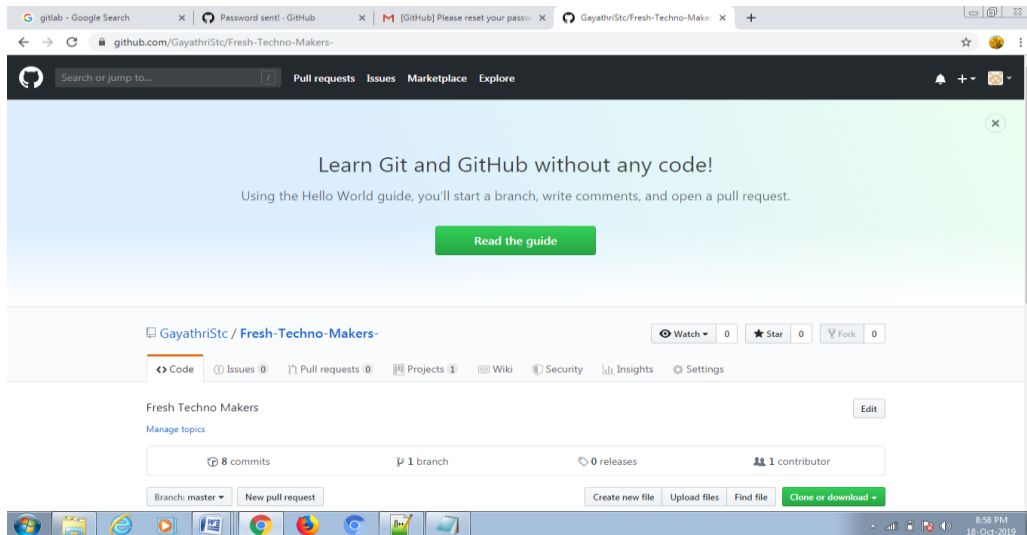 gitlab - Google Search
Password sent! · GitHub
[GitHub] Please reset your passw
GayathriStc/Fresh-Techno-Maker
github.com/GayathriStc/Fresh-Techno-Makers-
Search or jump to...
/
Pull requests Issues Marketplace Explore
Learn Git and GitHub without any code!
Using the Hello World guide, you'll start a branch, write comments, and open a pull request.
Read the guide
GayathriStc / Fresh-Techno-Makers-
Watch 0 Star 0 Fork 0
Code Issues 0 Pull requests 0 Projects 1 Wiki Security Insights Settings
Fresh Techno Makers
Edit
Manage topics
8 commits 1 branch 0 releases 1 contributor
Branch: master New pull request Create new file Upload files Find file Clone or download
8:58 PM
18-Oct-2019